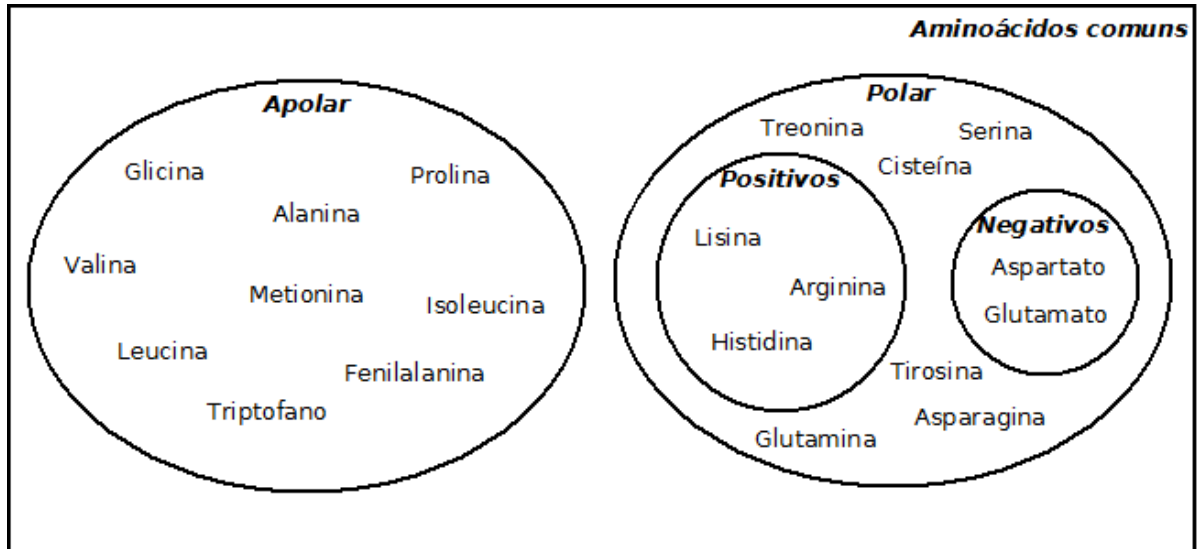 Aminoácidos comuns
Apolar
Glicina
Prolina
Alanina
Valina
Metionina
Isoleucina
Leucina
Fenilalanina
Triptofano
Polar
Treonina
Serina
Cisteína
Positivos
Lisina
Arginina
Histidina
Negativos
Aspartato
Glutamato
Tirosina
Asparagina
Glutamina